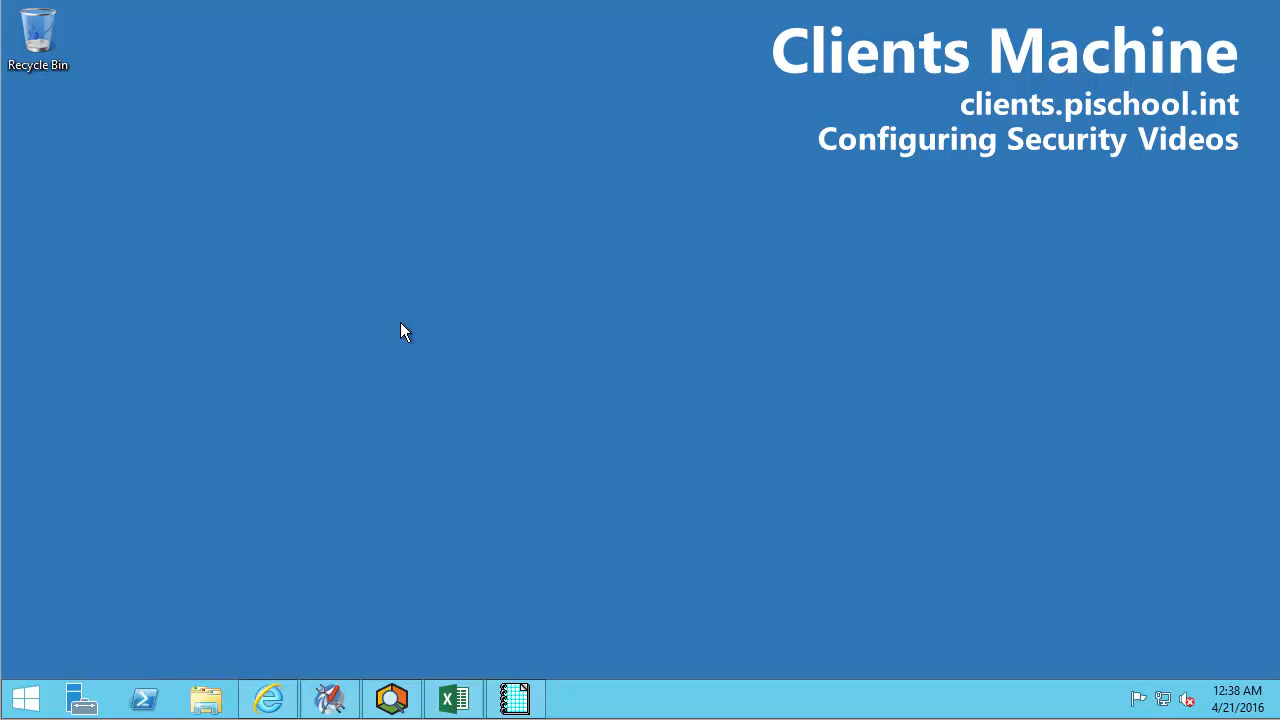 Recycle Bin
Clients Machine
clients.pischool.int
Configuring Security Videos
12:38 AM
4/21/2016